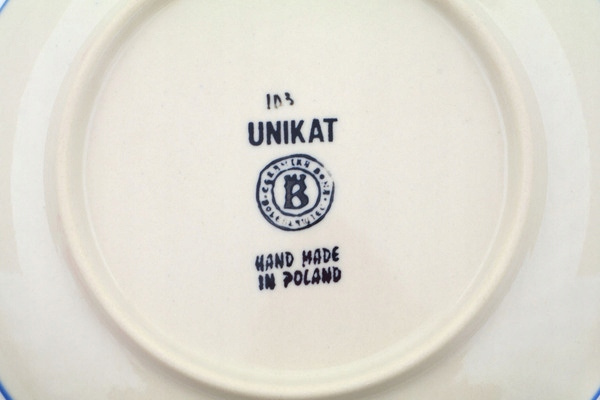 103
UNIKAT
B
HAND MADE
IN POLAND